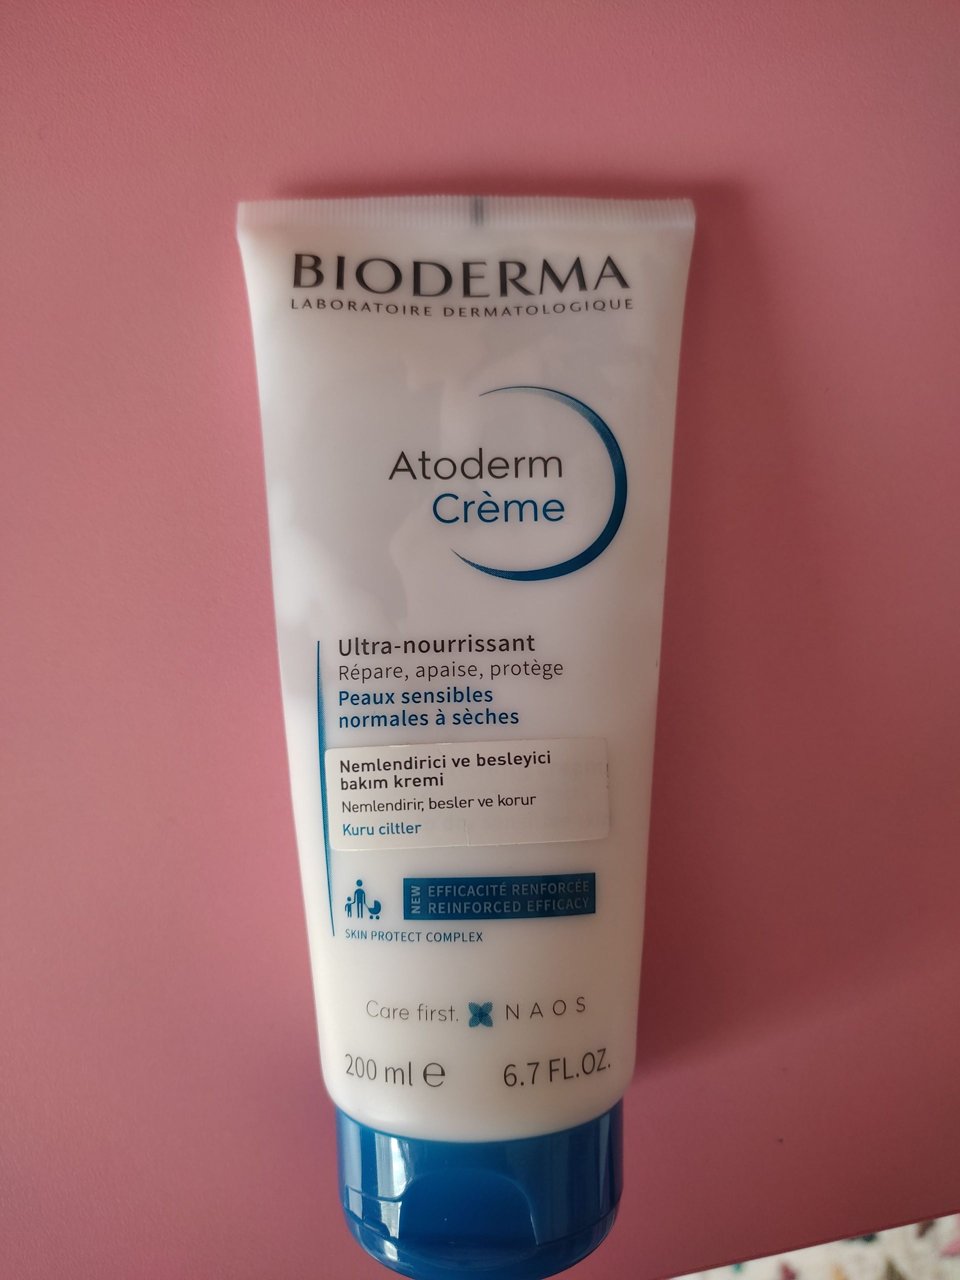 BIODERMA
LABORATOIRE DERMATOLOGIQUE
Atoderm
Crème
Ultra-nourrissant
Répare, apaise, protège
Peaux sensibles
normales à sèches
Nemlendirici ve besleyici
bakım kremi
Nemlendirir, besler ve korur
Kuru ciltler
NEW
EFFICACITÉ RENFORCÉE
REINFORCED EFFICACY
SKIN PROTECT COMPLEX
Care first. NAOS
200 ml ℮ 6.7 FL.OZ.